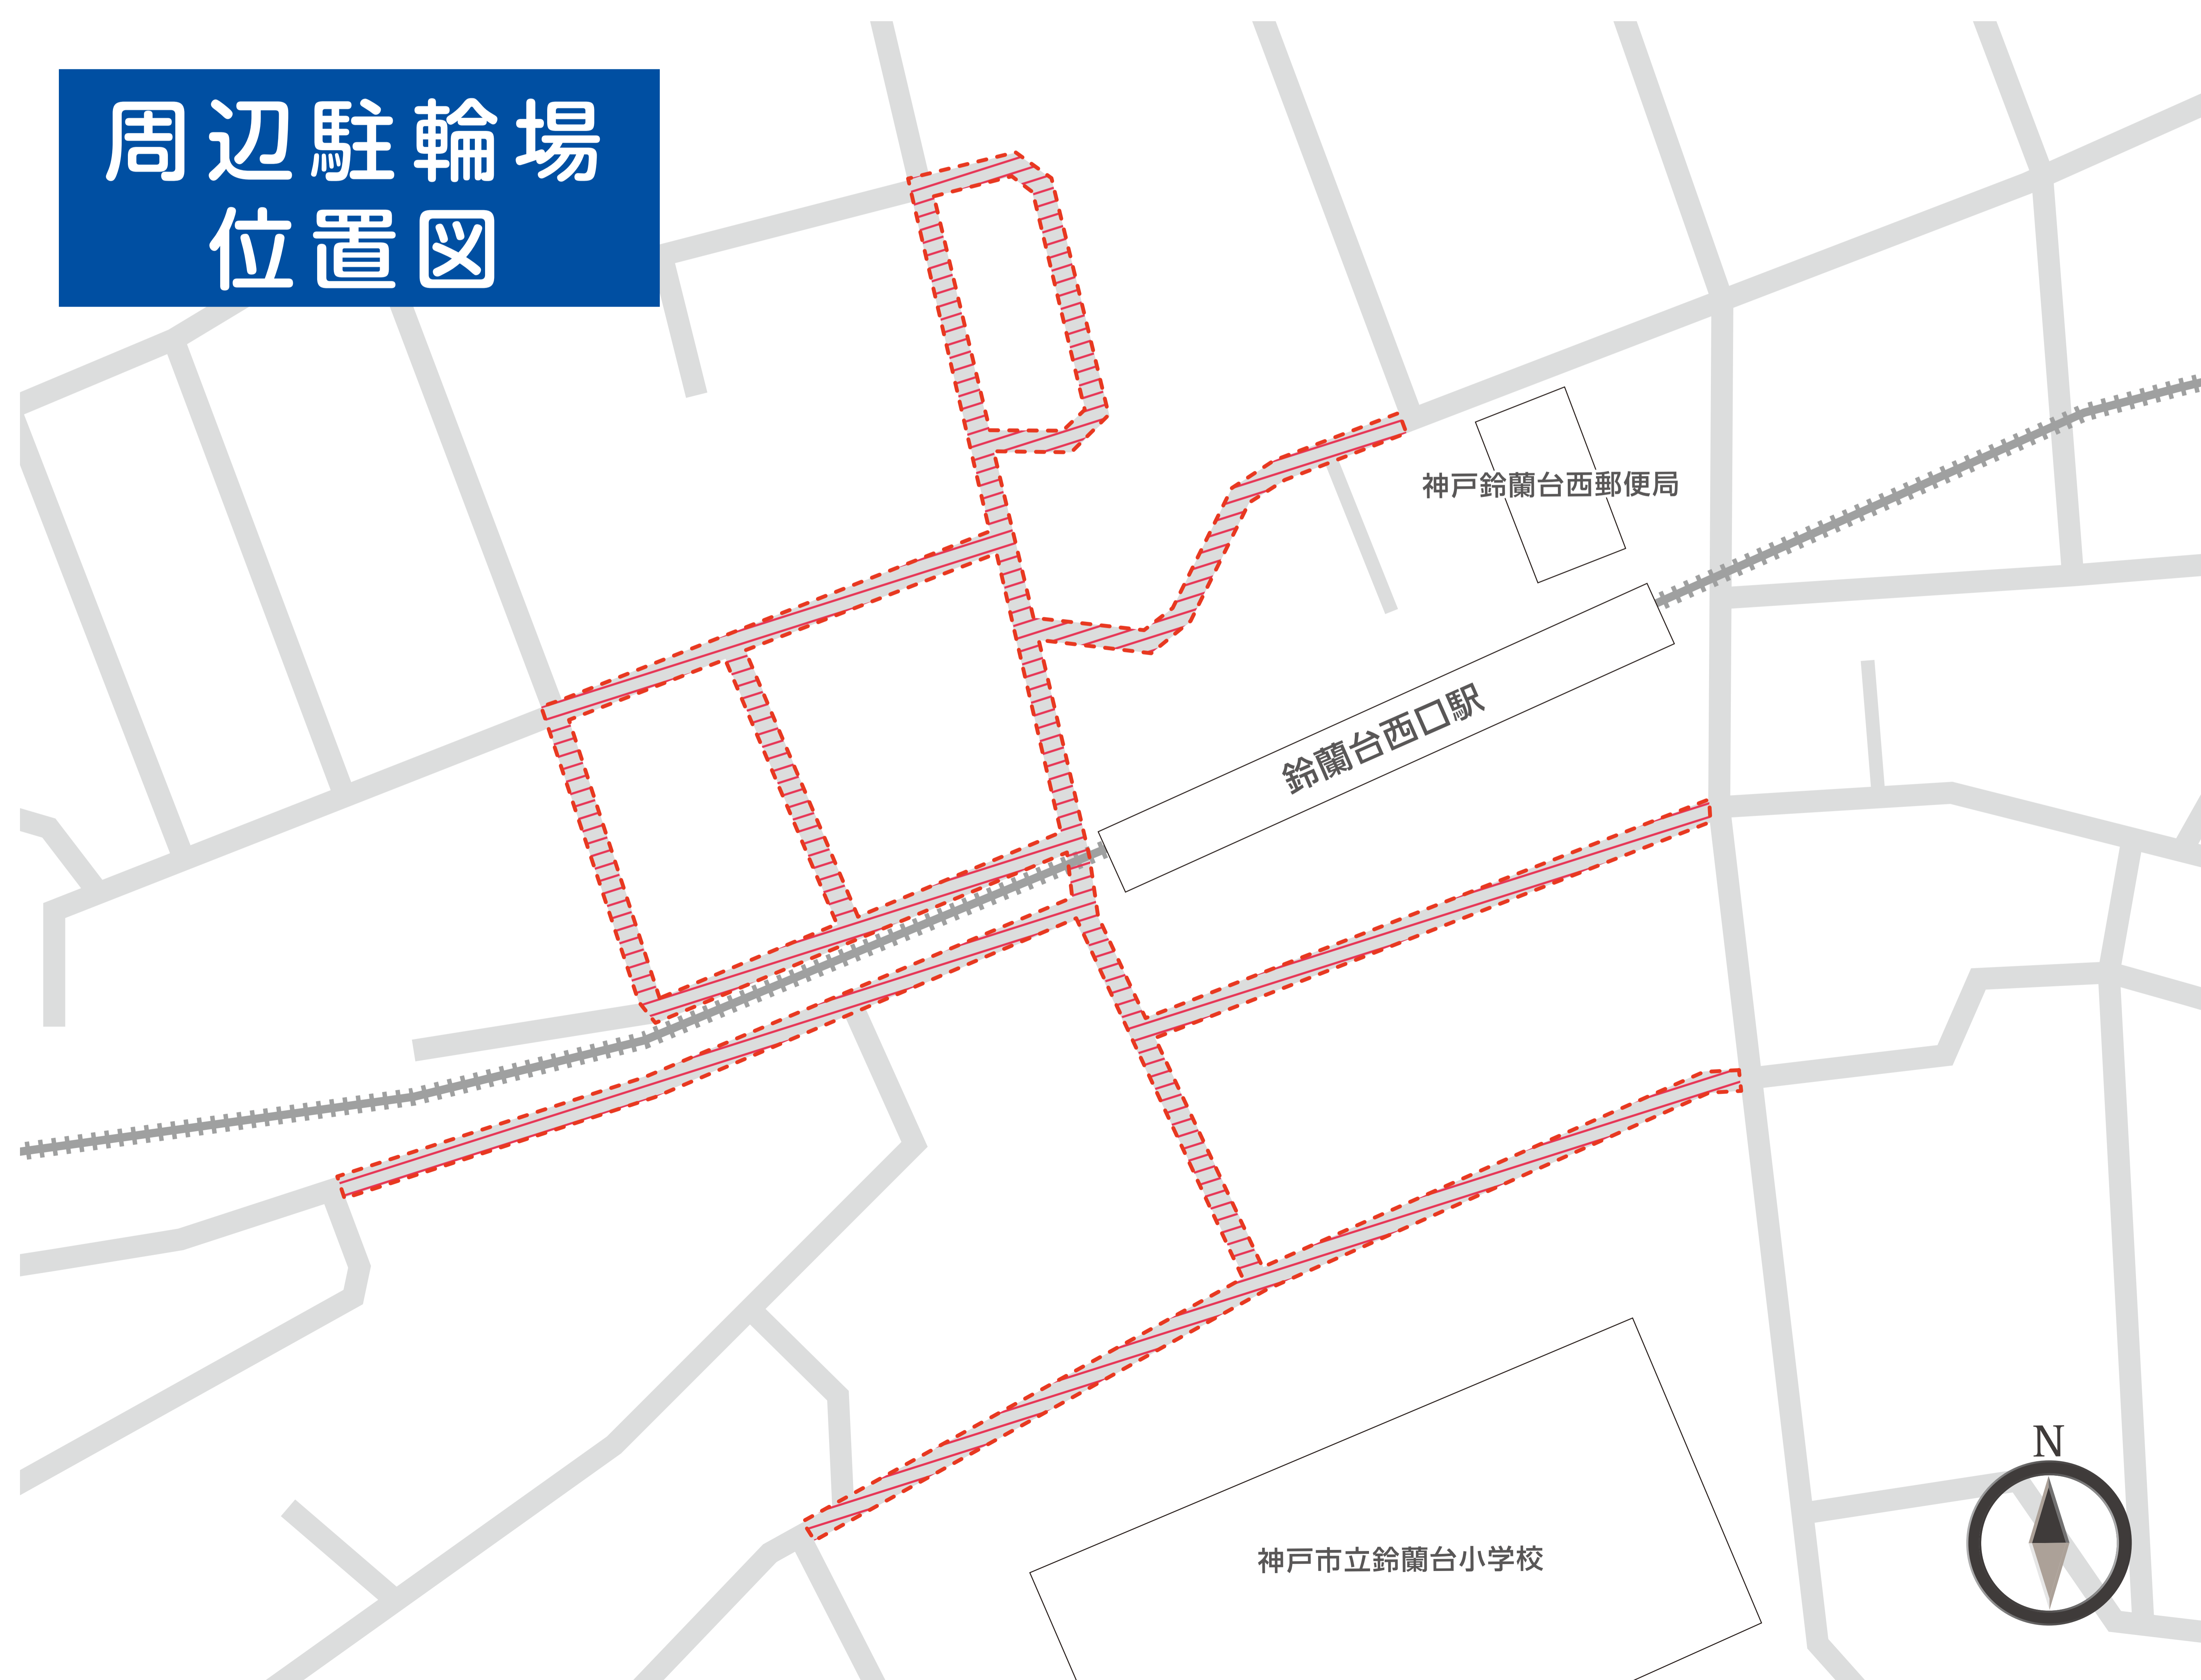 周辺駐輪場
位置図
神戸鈴蘭台西郵便局
鈴蘭台西口駅
N
神戸市立鈴蘭台小学校